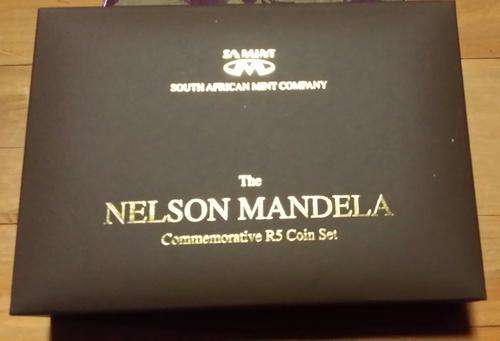 SA MINT
SOUTH AFRICAN MINT COMPANY
The
NELSON MANDELA
Commemorative R5 Coin Set